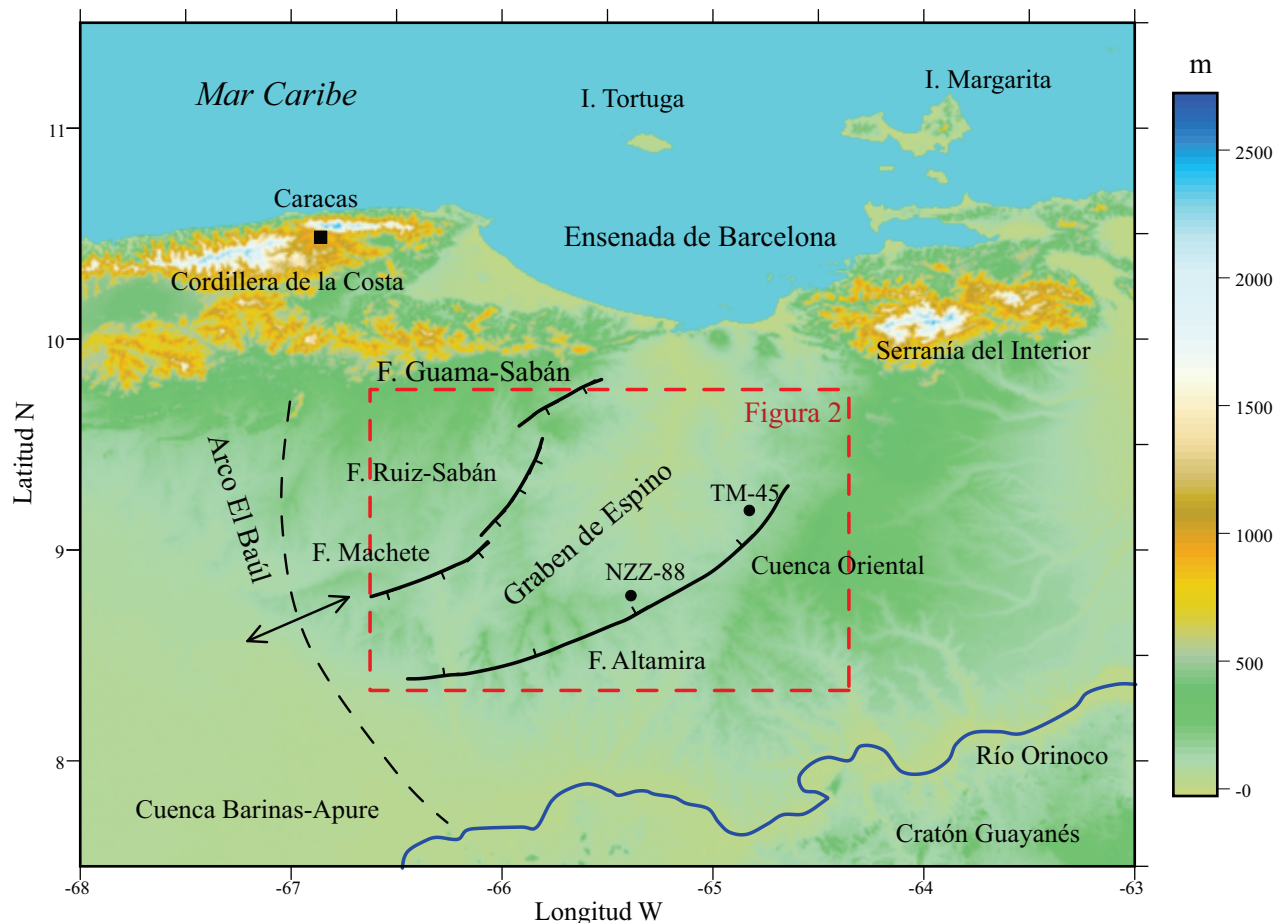 m
Mar Caribe
I. Tortuga
I. Margarita
Caracas
Ensenada de Barcelona
Cordillera de la Costa
Serranía del Interior
F. Guama-Sabán
Figura 2
Arco El Baúl
F. Ruiz-Sabán
TM-45
Graben de Espino
F. Machete
Cuenca Oriental
NZZ-88
F. Altamira
Río Orinoco
Cuenca Barinas-Apure
Cratón Guayanés
Latitud N
11
10
9
8
-68
-67
-66
-65
-64
-63
Longitud W
2500
2000
1500
1000
500
-0